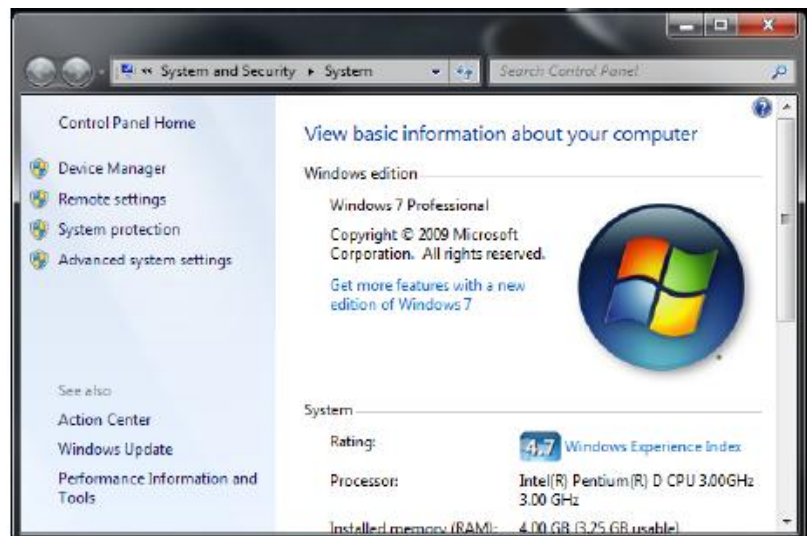 « System and Security ▸ System
Search Control Panel
Control Panel Home
Device Manager
Remote settings
System protection
Advanced system settings
See also
Action Center
Windows Update
Performance Information and
Tools
View basic information about your computer
Windows edition
Windows 7 Professional
Copyright © 2009 Microsoft
Corporation. All rights reserved.
Get more features with a new
edition of Windows 7
System
Rating: 4.7 Windows Experience Index
Processor: Intel(R) Pentium(R) D CPU 3.00GHz
3.00 GHz
Installed memory (RAM): 4.00 GB (3.25 GB usable)